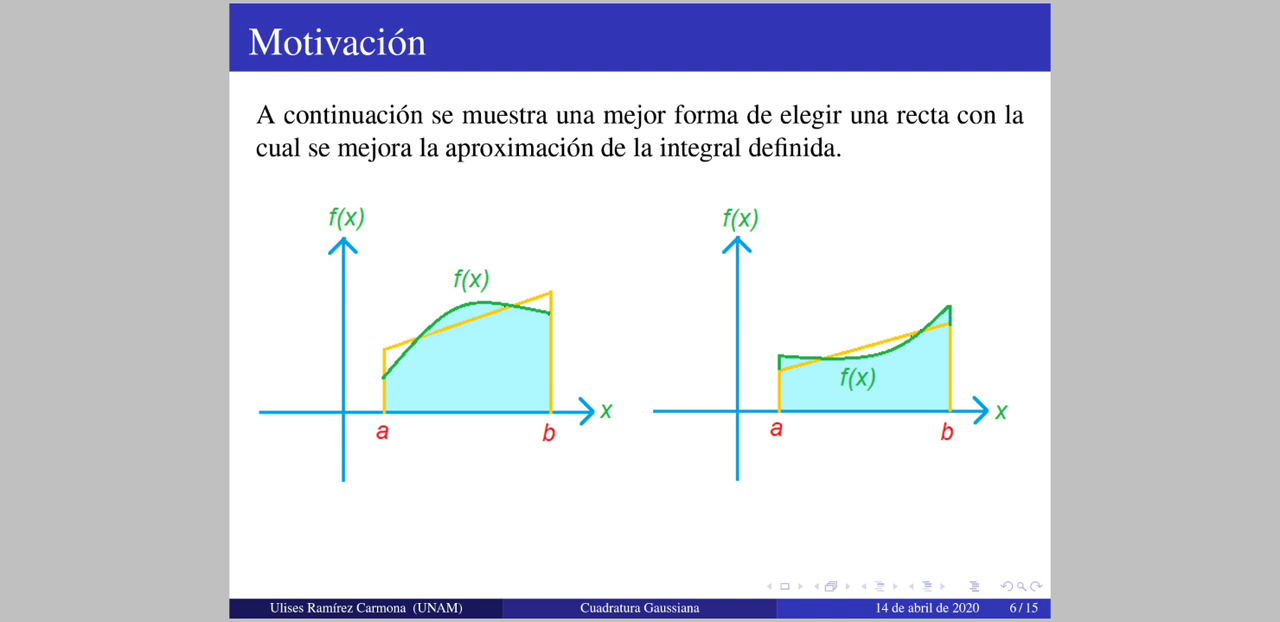 Motivación
A continuación se muestra una mejor forma de elegir una recta con la
cual se mejora la aproximación de la integral definida.
f(x)
f(x)
x
a
b
f(x)
f(x)
x
a
b
Ulises Ramírez Carmona (UNAM)
Cuadratura Gaussiana
14 de abril de 2020
6 / 15